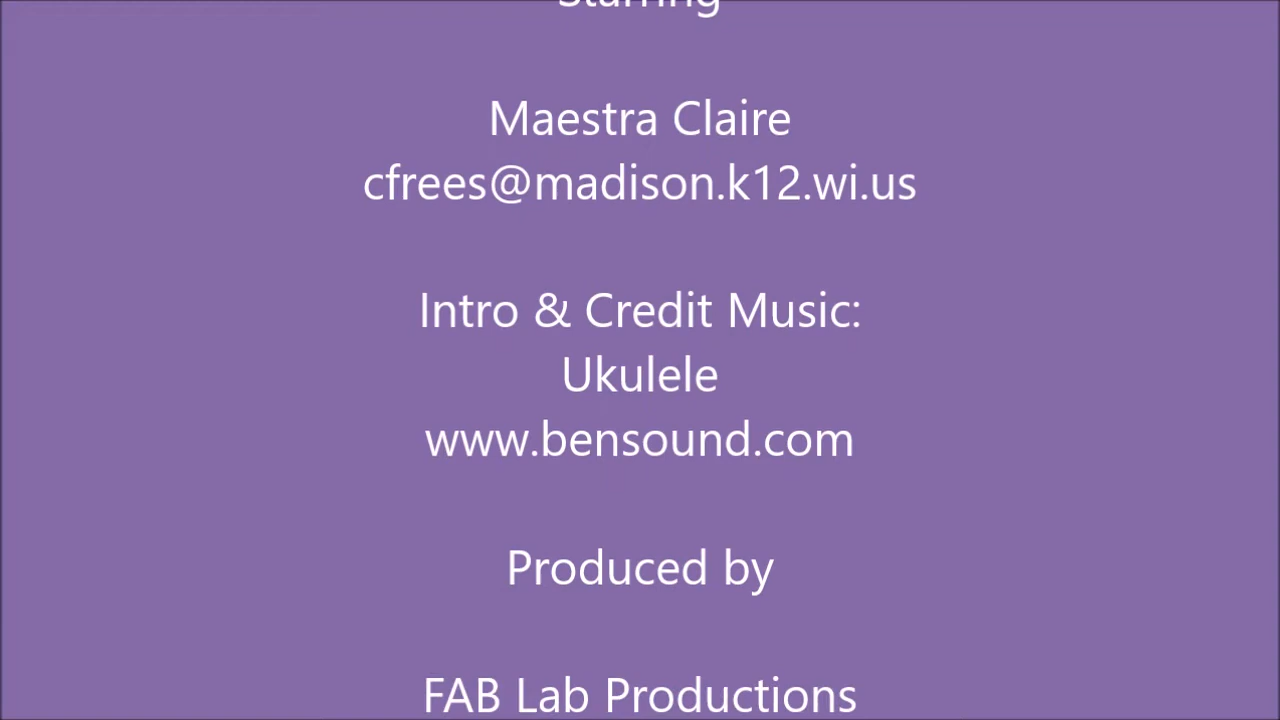 Starring
Maestra Claire
cfrees@madison.k12.wi.us
Intro & Credit Music:
Ukulele
www.bensound.com
Produced by
FAB Lab Productions